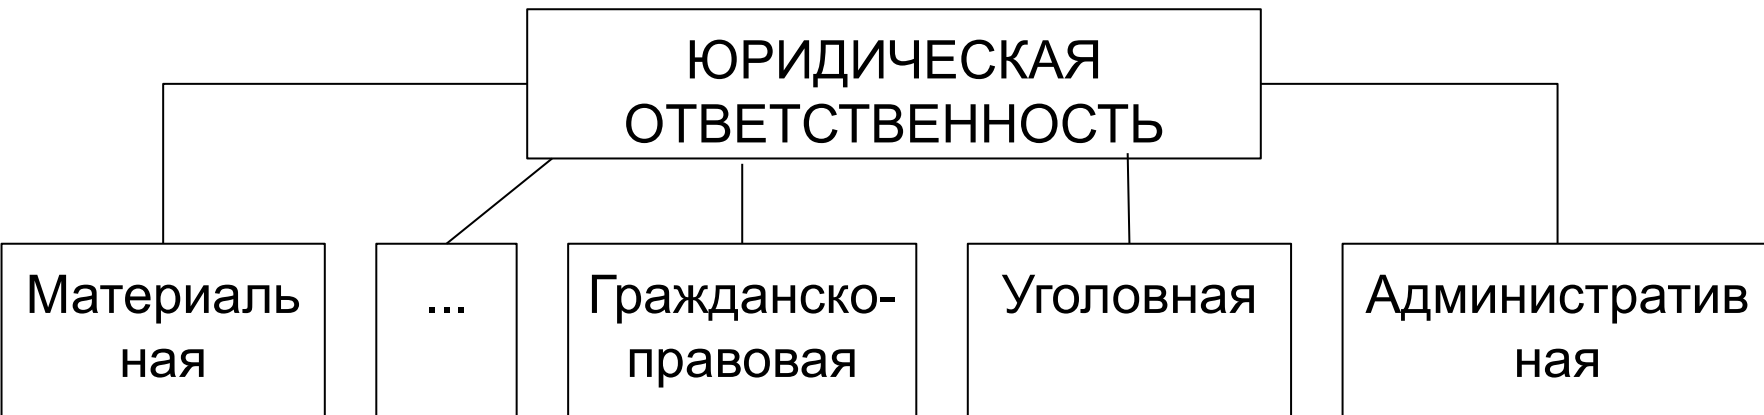 ЮРИДИЧЕСКАЯ
ОТВЕТСТВЕННОСТЬ
Материаль
ная
...
Гражданско-
правовая
Уголовная
Административ
ная